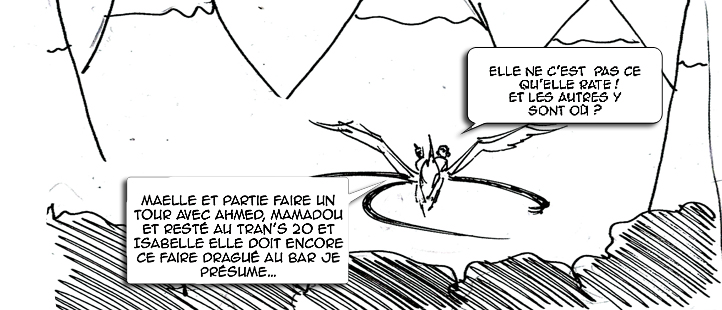 ELLE NE C'EST PAS CE
QU'ELLE RATE !
ET LES AUTRES Y
SONT OÙ ?
MAELLE ET PARTIE FAIRE UN
TOUR AVEC AHMED, MAMADOU
ET RESTÉ AU TRAN'S 20 ET
ISABELLE ELLE DOIT ENCORE
CE FAIRE DRAGUÉ AU BAR JE
PRÉSUME...